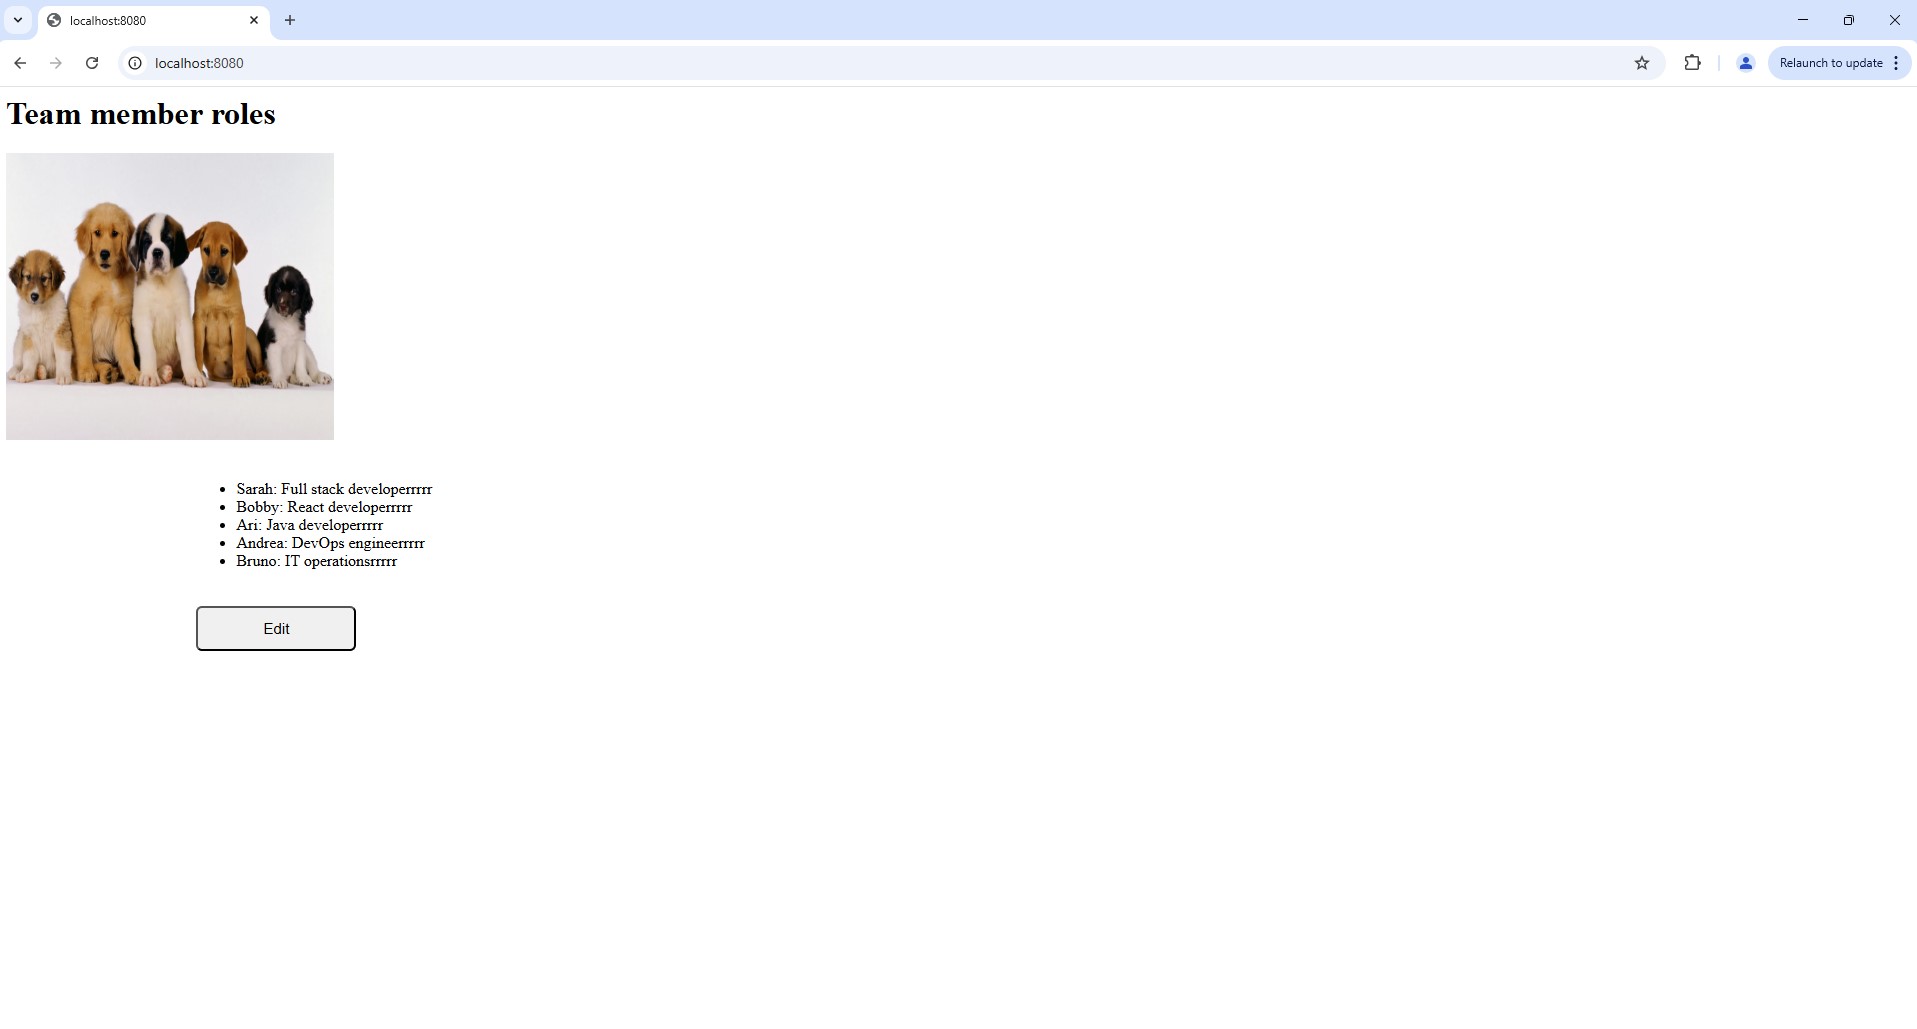 localhost:8080
localhost:8080
Relaunch to update
Team member roles
Sarah: Full stack developerrrrr
Bobby: React developerrrrr
Ari: Java developerrrrr
Andrea: DevOps engineerrrrr
Bruno: IT operationsrrrrr
Edit